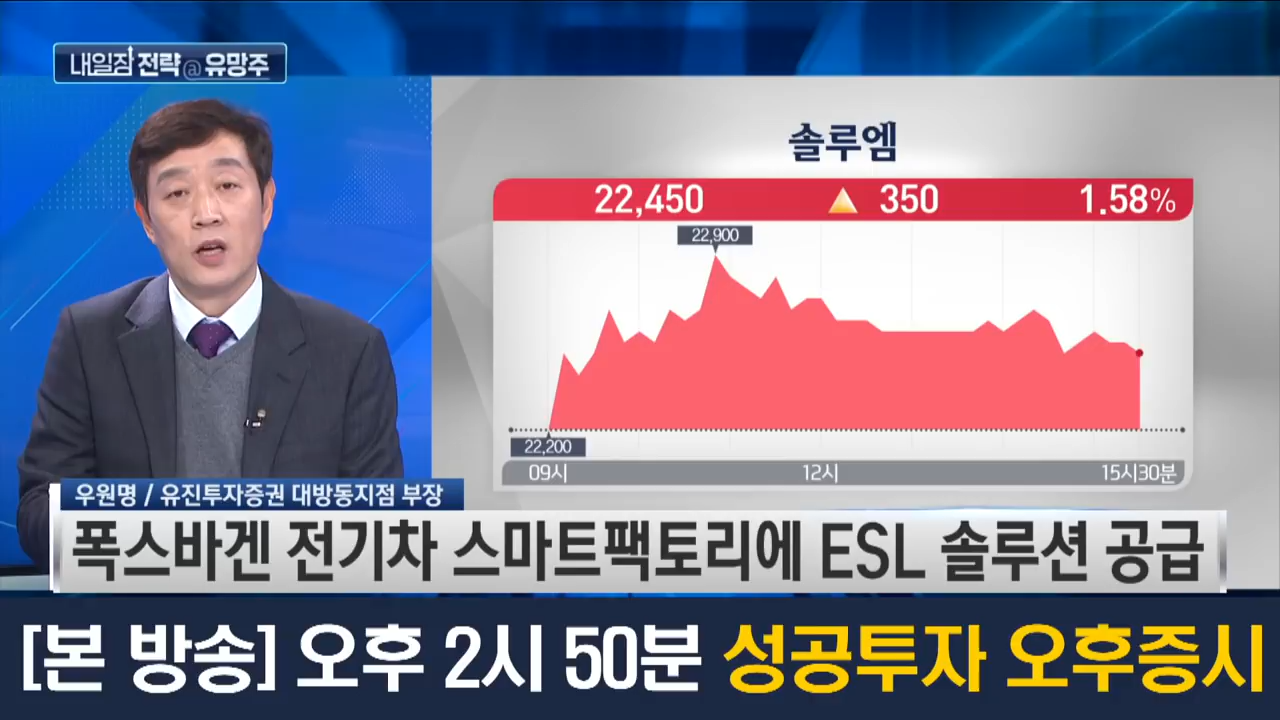 내일장 전략@유망주
솔루엠
22,450 ▲ 350 1.58%
22,900
22,200
09시 12시 15시30분
우원명 / 유진투자증권 대방동지점 부장
폭스바겐 전기차 스마트팩토리에 ESL 솔루션 공급
[본 방송] 오후 2시 50분 성공투자 오후증시